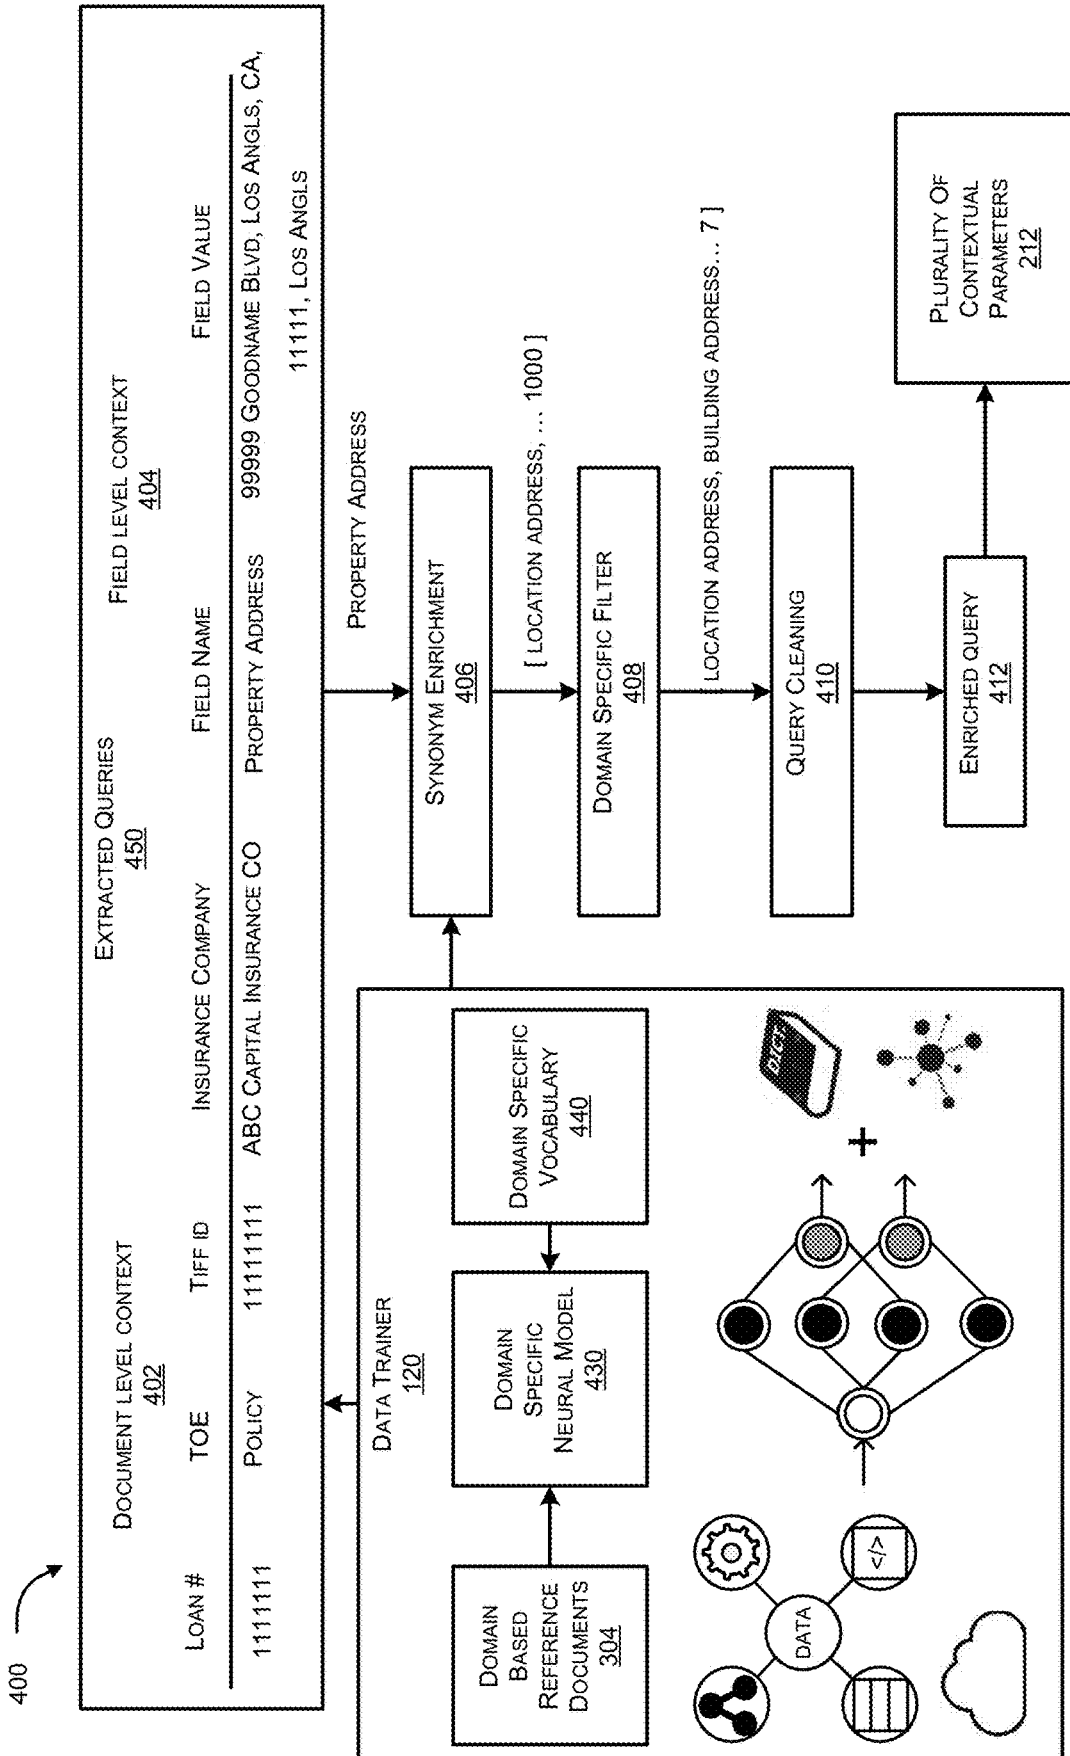 400
EXTRACTED QUERIES
450
DOCUMENT LEVEL CONTEXT
402
FIELD LEVEL CONTEXT
404
LOAN #
TOE
TIFF ID
INSURANCE COMPANY
FIELD NAME
FIELD VALUE
1111111
POLICY
11111111
ABC CAPITAL INSURANCE CO
PROPERTY ADDRESS
99999 GOODNAME BLVD, LOS ANGLS, CA,
11111, LOS ANGLS
DATA TRAINER
120
DOMAIN
BASED
REFERENCE
DOCUMENTS
304
DOMAIN
SPECIFIC
NEURAL MODEL
430
DOMAIN SPECIFIC
VOCABULARY
440
DATA
</>
+
DICT
PROPERTY ADDRESS
SYNONYM ENRICHMENT
406
[ LOCATION ADDRESS, ... 1000 ]
DOMAIN SPECIFIC FILTER
408
[ LOCATION ADDRESS, BUILDING ADDRESS... 7 ]
QUERY CLEANING
410
ENRICHED QUERY
412
PLURALITY OF
CONTEXTUAL
PARAMETERS
212